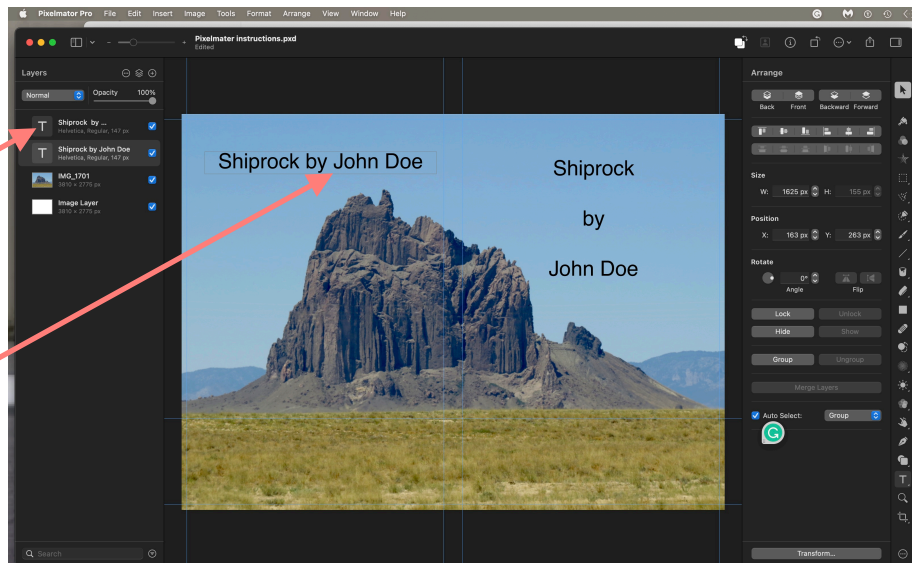 Pixelmator Pro File Edit Insert Image Tools Format Arrange View Window Help
Pixelmater instructions.pxd
Edited
Layers
Normal Opacity 100%
T Shiprock by ...
Helvetica, Regular, 147 px
T Shiprock by John Doe
Helvetica, Regular, 147 px
IMG_1701
3810 × 2775 px
Image Layer
3810 × 2775 px
Search
Shiprock by John Doe
Shiprock
by
John Doe
Arrange
Back Front Backward Forward
Size
W: 1625 px H: 155 px
Position
X: 163 px Y: 263 px
Rotate
0°
Angle Flip
Lock Unlock
Hide Show
Group Ungroup
Merge Layers
Auto Select: Group
G
Transform...